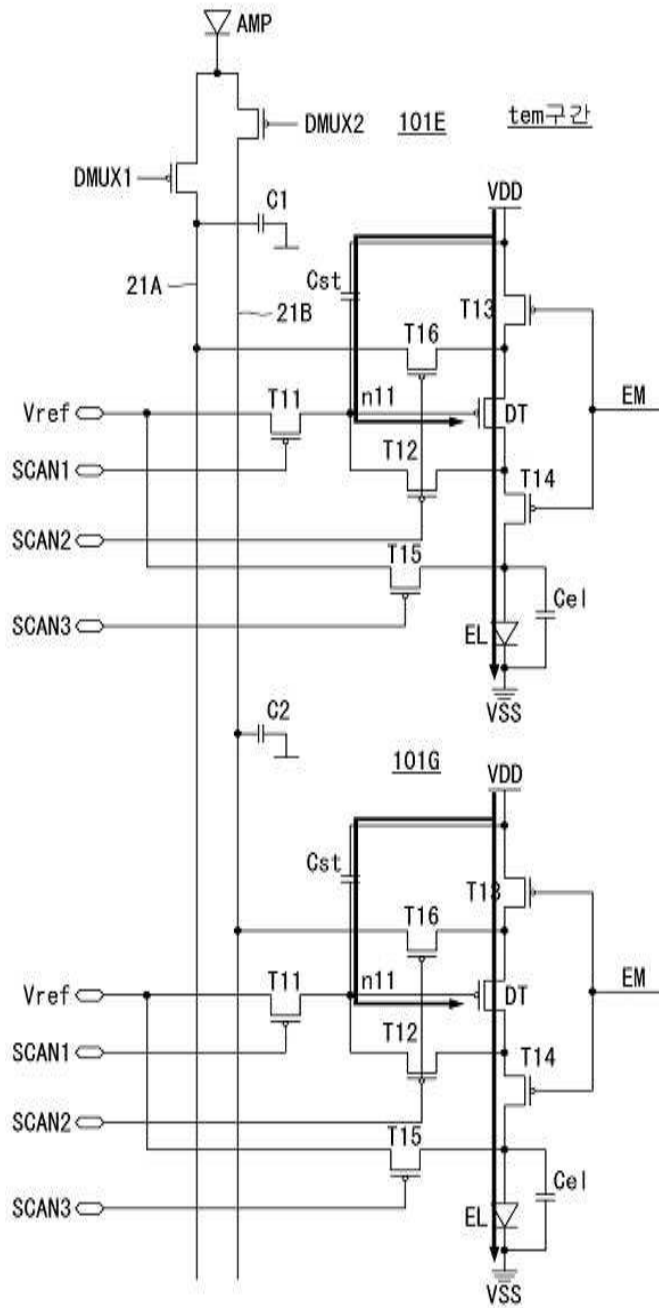 AMP
DMUX2
101E
tem구간
DMUX1
VDD
C1
Cst
21A
21B
T13
T16
Vref
T11
n11
DT
EM
SCAN1
T12
T14
SCAN2
T15
Cel
SCAN3
EL
VSS
C2
101G
VDD
Cst
T13
T16
Vref
T11
n11
DT
EM
SCAN1
T12
T14
SCAN2
T15
Cel
SCAN3
EL
VSS